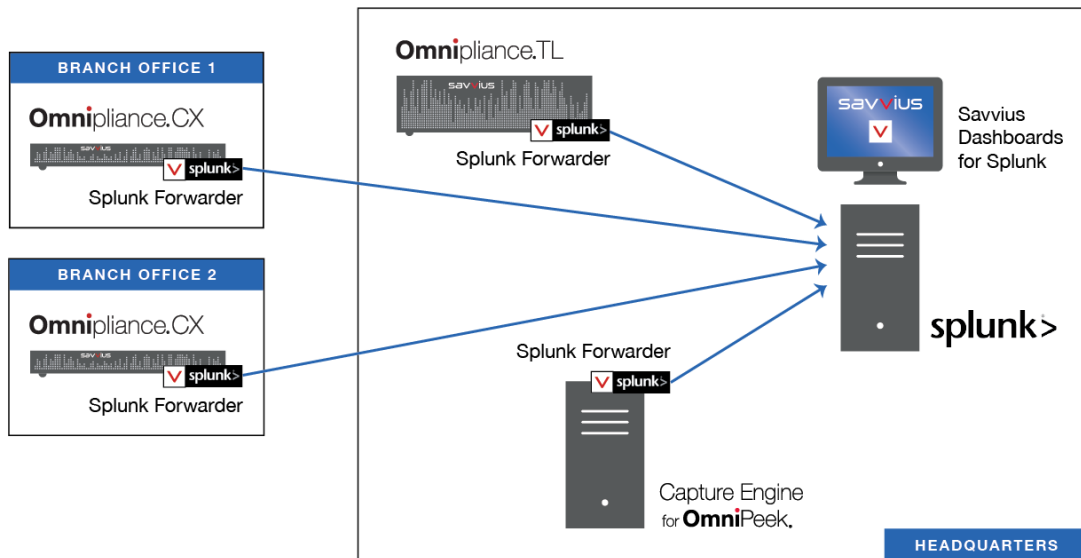 BRANCH OFFICE 1
Omnipliance.CX
savvius
splunk>
Splunk Forwarder
BRANCH OFFICE 2
Omnipliance.CX
savvius
splunk>
Splunk Forwarder
Omnipliance.TL
savvius
splunk>
Splunk Forwarder
savvius
Savvius
Dashboards
for Splunk
splunk>
Splunk Forwarder
splunk>
Capture Engine
for OmniPeek.
HEADQUARTERS